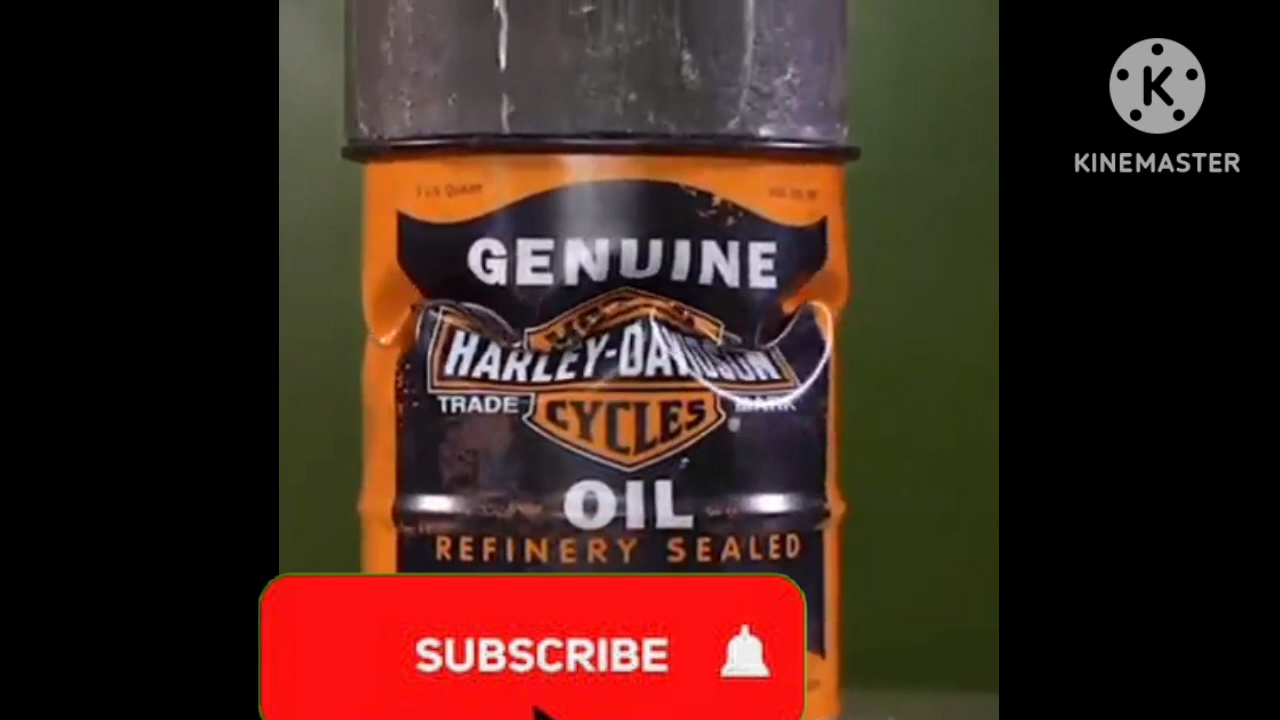 KINEMASTER
GENUINE
HARLEY-DAVIDSON
TRADE MARK
CYCLES
OIL
REFINERY SEALED
SUBSCRIBE